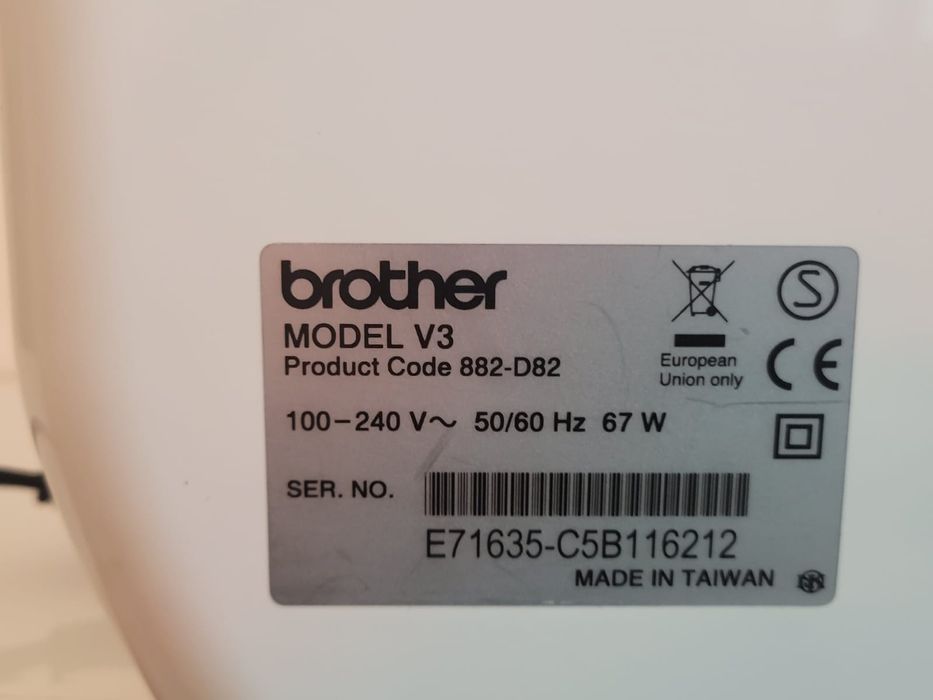 brother
MODEL V3
Product Code 882-D82
European
Union only
S
CE
100-240 V～ 50/60 Hz 67 W
SER. NO.
E71635-C5B116212
MADE IN TAIWAN